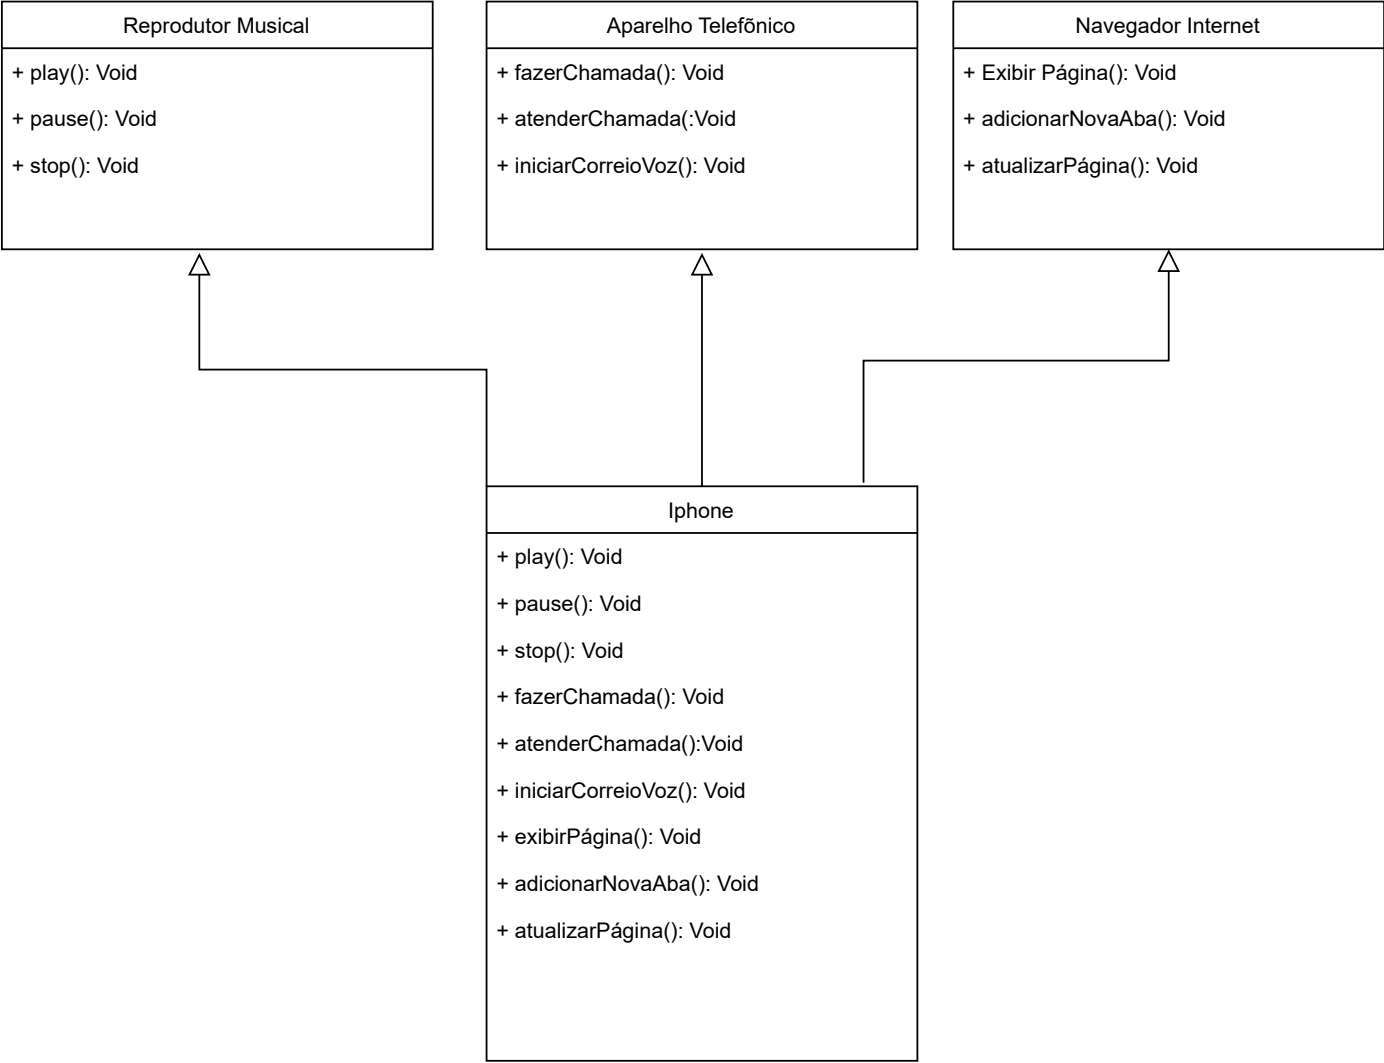 Reprodutor Musical
+ play(): Void
+ pause(): Void
+ stop(): Void
Aparelho Telefõnico
+ fazerChamada(): Void
+ atenderChamada(:Void
+ iniciarCorreioVoz(): Void
Navegador Internet
+ Exibir Página(): Void
+ adicionarNovaAba(): Void
+ atualizarPágina(): Void
Iphone
+ play(): Void
+ pause(): Void
+ stop(): Void
+ fazerChamada(): Void
+ atenderChamada():Void
+ iniciarCorreioVoz(): Void
+ exibirPágina(): Void
+ adicionarNovaAba(): Void
+ atualizarPágina(): Void